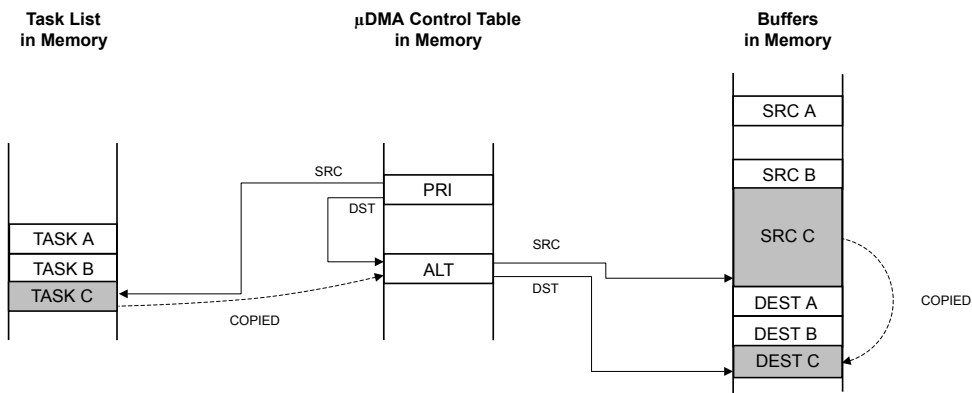 Task List
in Memory
µDMA Control Table
in Memory
Buffers
in Memory
SRC A
SRC B
SRC
PRI
DST
TASK A
TASK B
TASK C
ALT
SRC
DST
COPIED
SRC C
DEST A
DEST B
DEST C
COPIED